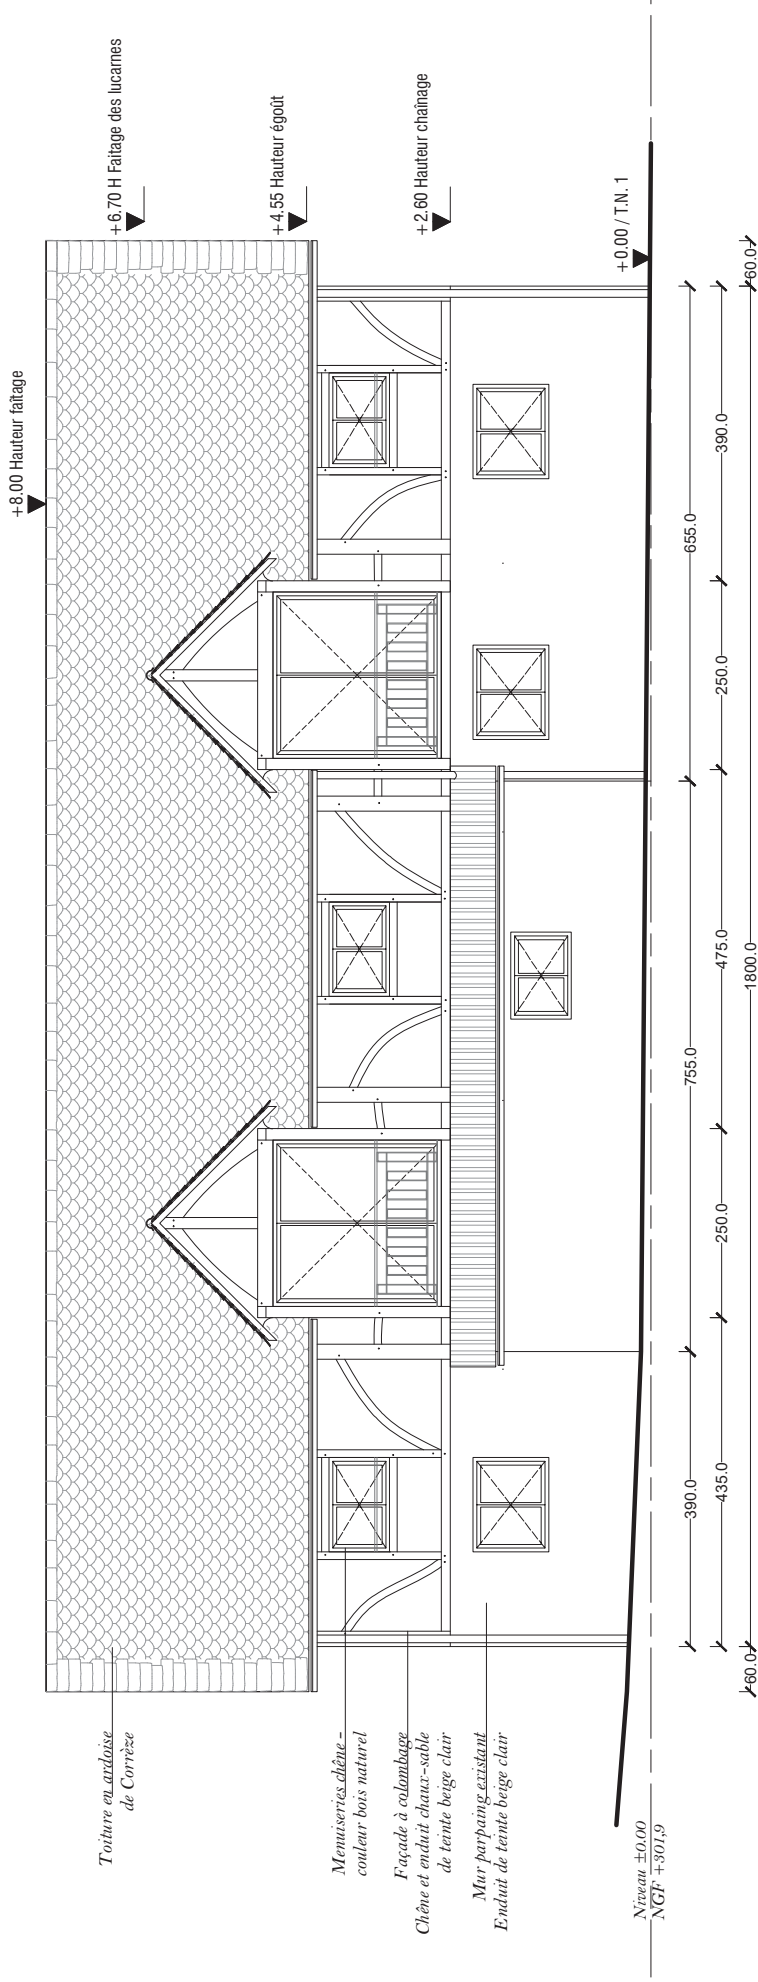 +8.00 Hauteur faîtage
+6.70 H Faitage des lucarnes
+4.55 Hauteur égoût
+2.60 Hauteur chaînage
+0.00 / T.N. 1
Toiture en ardoise
de Corrèze
Menuiseries chêne -
couleur bois naturel
Façade à colombage
Chêne et enduit chaux-sable
de teinte beige clair
Mur parpaing existant
Enduit de teinte beige clair
Niveau ±0.00
NGF +301,9
390.0
755.0
655.0
435.0
250.0
475.0
250.0
390.0
60.0
1800.0
60.0